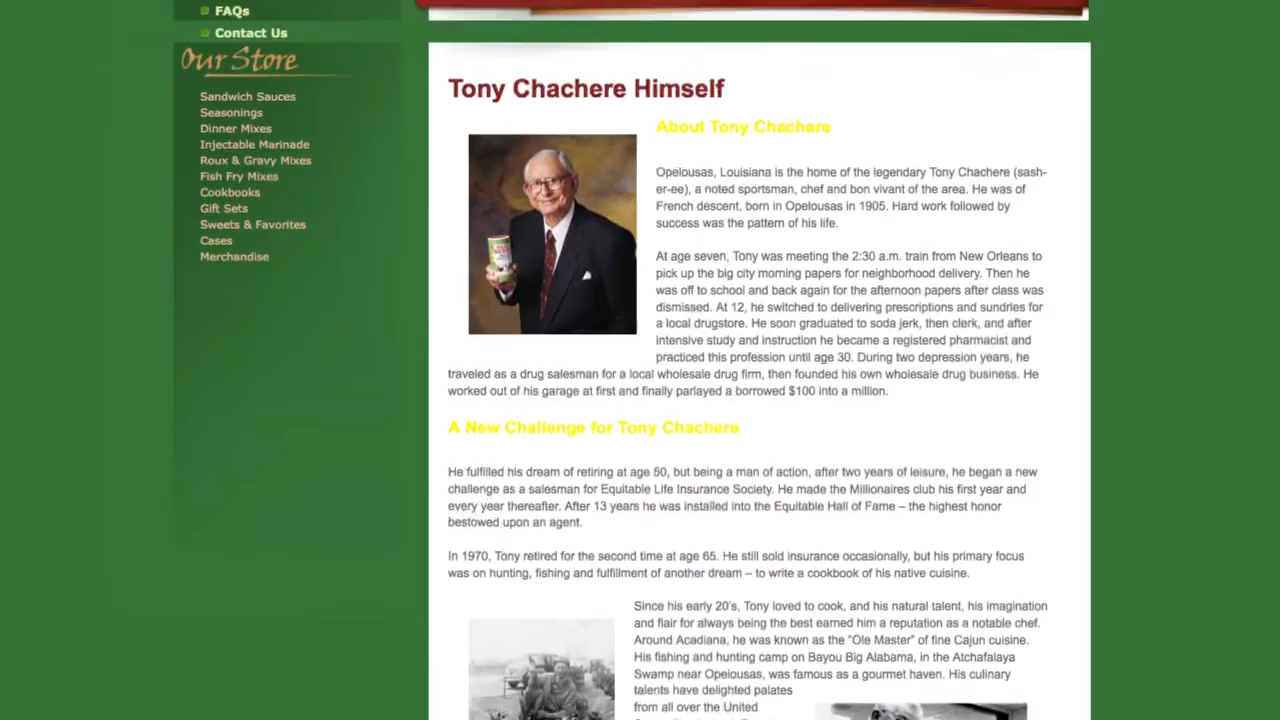 FAQs
Contact Us
Our Store
Sandwich Sauces
Seasonings
Dinner Mixes
Injectable Marinade
Roux & Gravy Mixes
Fish Fry Mixes
Cookbooks
Gift Sets
Sweets & Favorites
Cases
Merchandise
Tony Chachere Himself
About Tony Chachere
Opelousas, Louisiana is the home of the legendary Tony Chachere (sash-
er-ee), a noted sportsman, chef and bon vivant of the area. He was of
French descent, born in Opelousas in 1905. Hard work followed by
success was the pattern of his life.
At age seven, Tony was meeting the 2:30 a.m. train from New Orleans to
pick up the big city morning papers for neighborhood delivery. Then he
was off to school and back again for the afternoon papers after class was
dismissed. At 12, he switched to delivering prescriptions and sundries for
a local drugstore. He soon graduated to soda jerk, then clerk, and after
intensive study and instruction he became a registered pharmacist and
practiced this profession until age 30. During two depression years, he
traveled as a drug salesman for a local wholesale drug firm, then founded his own wholesale drug business. He
worked out of his garage at first and finally parlayed a borrowed $100 into a million.
A New Challenge for Tony Chachere
He fulfilled his dream of retiring at age 50, but being a man of action, after two years of leisure, he began a new
challenge as a salesman for Equitable Life Insurance Society. He made the Millionaires club his first year and
every year thereafter. After 13 years he was installed into the Equitable Hall of Fame – the highest honor
bestowed upon an agent.
In 1970, Tony retired for the second time at age 65. He still sold insurance occasionally, but his primary focus
was on hunting, fishing and fulfillment of another dream – to write a cookbook of his native cuisine.
Since his early 20's, Tony loved to cook, and his natural talent, his imagination
and flair for always being the best earned him a reputation as a notable chef.
Around Acadiana, he was known as the "Ole Master" of fine Cajun cuisine.
His fishing and hunting camp on Bayou Big Alabama, in the Atchafalaya
Swamp near Opelousas, was famous as a gourmet haven. His culinary
talents have delighted palates
from all over the United